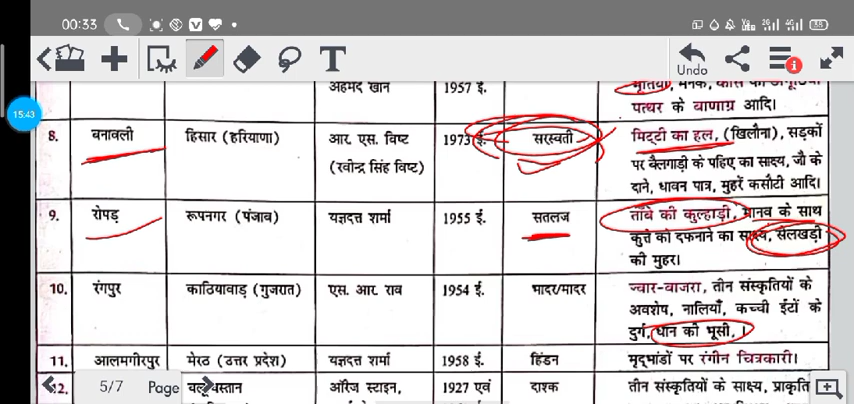 00:33
88
Undo
15:43
अहमद खान 1957 ई. मूर्तियाँ, मनके,
पत्थर के बाणाग्र आदि।
8. बनावली हिसार (हरियाणा) आर. एस. विष्ट 1973 ई. सरस्वती मिट्टी का हल, (खिलौना), सड़कों
(रवीन्द्र सिंह विष्ट) पर बैलगाड़ी के पहिए का साक्ष्य, जौ के
दाने, धावन पात्र, मुहरें कसौटी आदि।
9. रोपड़ रूपनगर (पंजाव) यज्ञदत्त शर्मा 1955 ई. सतलज ताँबे की कुल्हाड़ी, मानव के साथ
कुत्ते को दफनाने का साक्ष्य, सेलखड़ी
की मुहर।
10. रंगपुर काठियावाड़ (गुजरात) एस. आर. राव 1954 ई. भादर/मादर ज्वार-वाजरा, तीन संस्कृतियों के
अवशेष, नालियाँ, कच्ची ईंटों के
दुर्ग, धान की भूसी, ।
11. आलमगीरपुर मेरठ (उत्तर प्रदेश) यज्ञदत्त शर्मा 1958 ई. हिंडन मृद्भांडों पर रंगीन चित्रकारी।
5/7 Page ऑरेज स्टाइन, 1927 एवं दाश्क तीन संस्कृतियों के साक्ष्य,